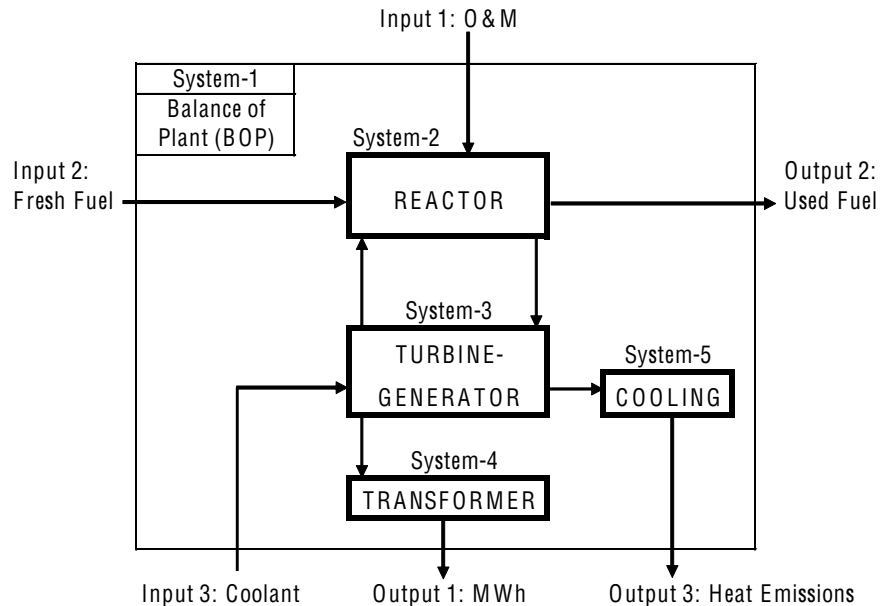 Input 1: O&M
System-1
Balance of
Plant (BOP)
System-2
Input 2:
Fresh Fuel
REACTOR
Output 2:
Used Fuel
System-3
TURBINE-
GENERATOR
System-5
COOLING
System-4
TRANSFORMER
Input 3: Coolant
Output 1: MWh
Output 3: Heat Emissions